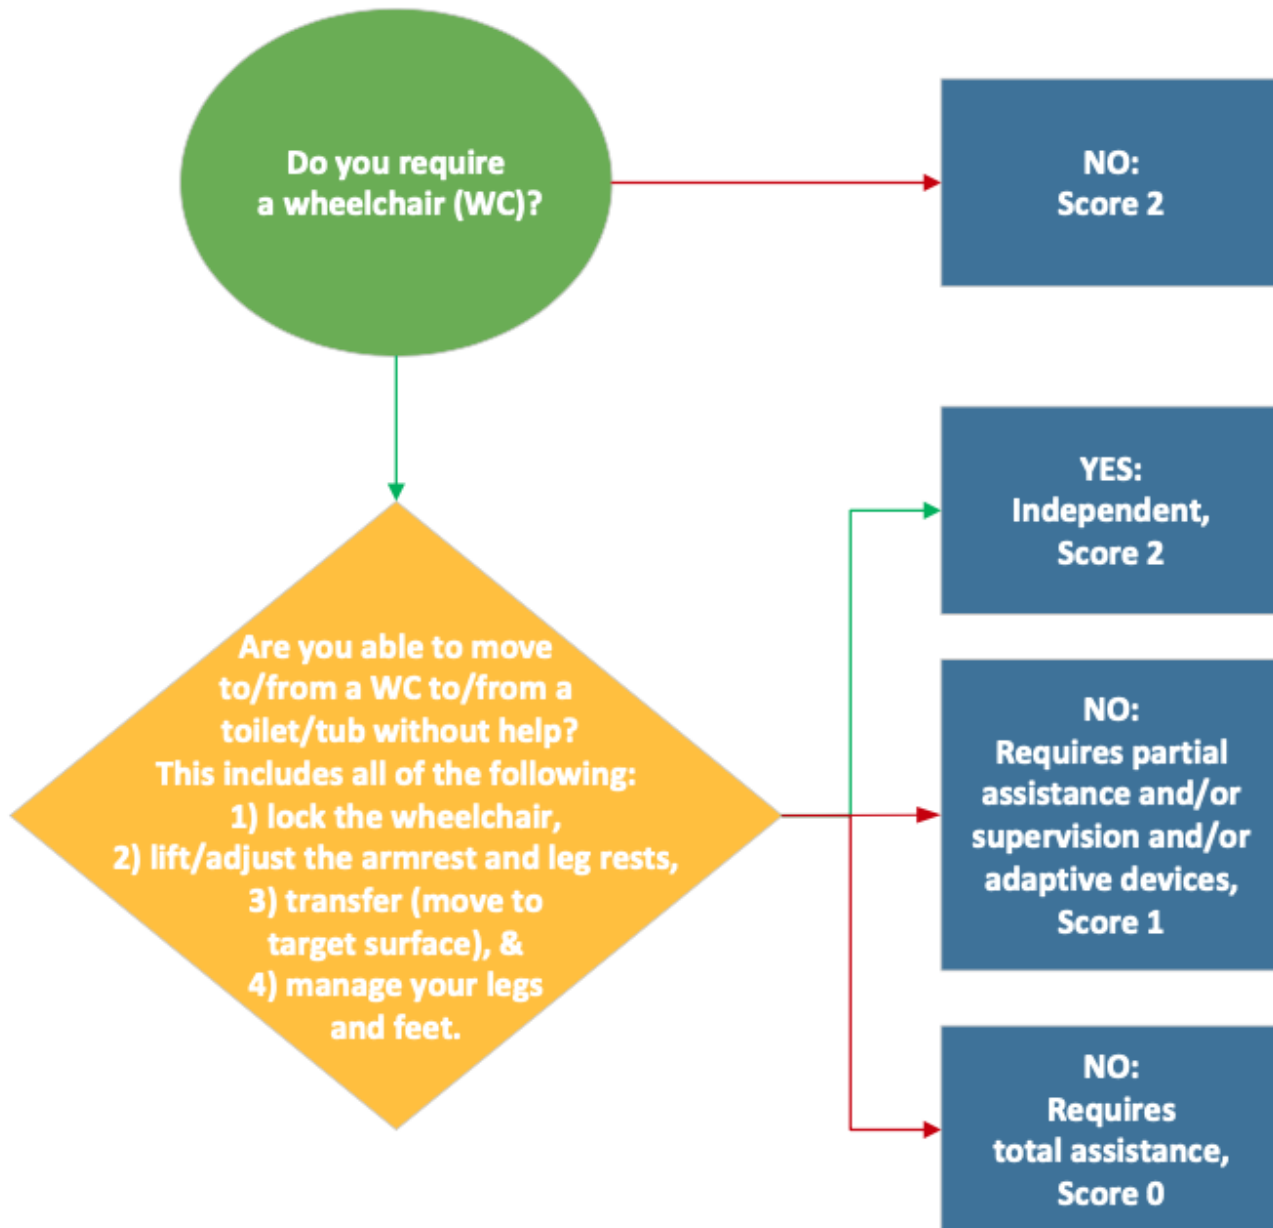 Do you require
a wheelchair (WC)?
NO:
Score 2
Are you able to move
to/from a WC to/from a
toilet/tub without help?
This includes all of the following:
1) lock the wheelchair,
2) lift/adjust the armrest and leg rests,
3) transfer (move to
target surface), &
4) manage your legs
and feet.
YES:
Independent,
Score 2
NO:
Requires partial
assistance and/or
supervision and/or
adaptive devices,
Score 1
NO:
Requires
total assistance,
Score 0